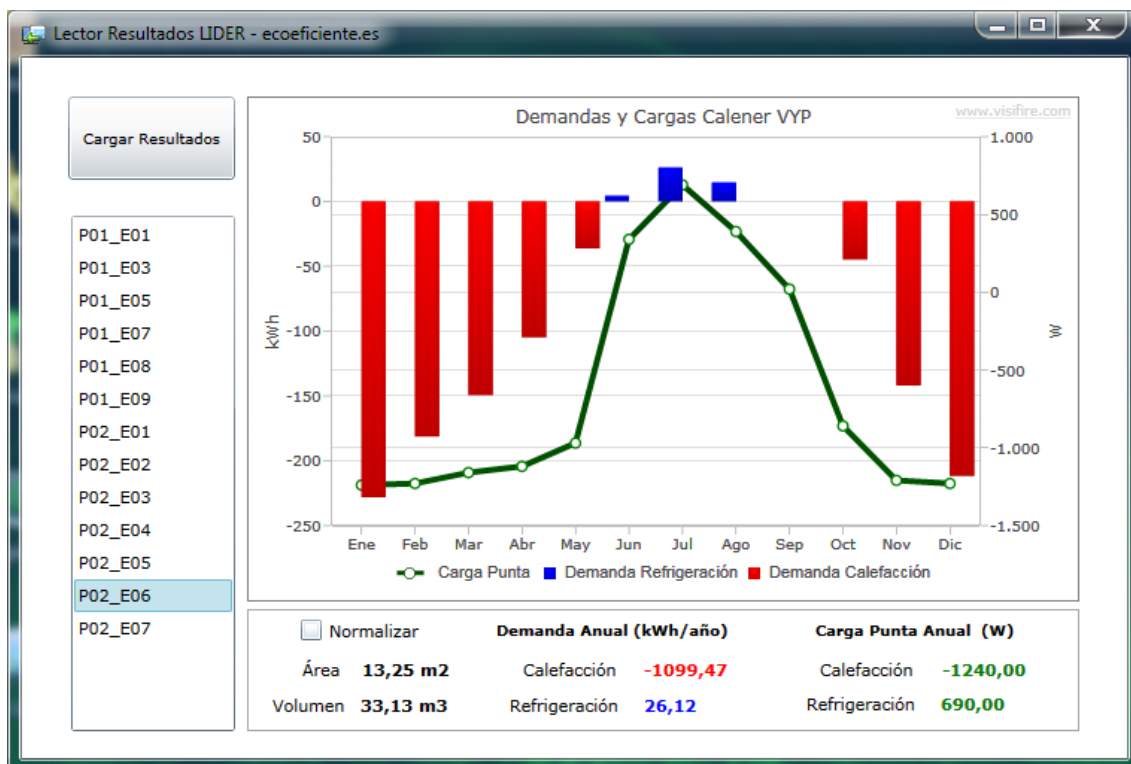 Lector Resultados LIDER - ecoeficiente.es
Cargar Resultados
P01_E01
P01_E03
P01_E05
P01_E07
P01_E08
P01_E09
P02_E01
P02_E02
P02_E03
P02_E04
P02_E05
P02_E06
P02_E07
Demandas y Cargas Calener VYP
www.visifire.com
50
0
-50
-100
-150
-200
-250
kWh
1.000
500
0
-500
-1.000
-1.500
W
Ene Feb Mar Abr May Jun Jul Ago Sep Oct Nov Dic
Carga Punta Demanda Refrigeración Demanda Calefacción
Normalizar Demanda Anual (kWh/año) Carga Punta Anual (W)
Área 13,25 m2 Calefacción -1099,47 Calefacción -1240,00
Volumen 33,13 m3 Refrigeración 26,12 Refrigeración 690,00